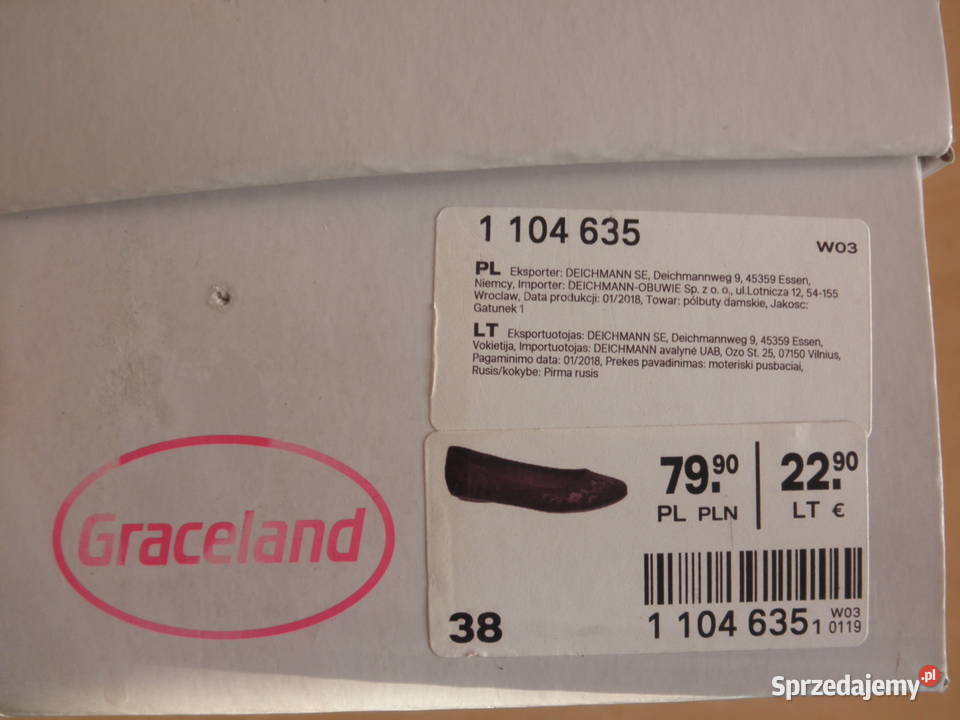 1 104 635
W03
PL Eksporter: DEICHMANN SE, Deichmannweg 9, 45359 Essen,
Niemcy, Importer: DEICHMANN-OBUWIE Sp. z o. o., ul.Lotnicza 12, 54-155
Wroclaw, Data produkcji: 01/2018, Towar: półbuty damskie, Jakosc:
Gatunek 1
LT Eksportuotojas: DEICHMANN SE, Deichmannweg 9, 45359 Essen,
Vokietija, Importuotojas: DEICHMANN avalyne UAB, Ozo St. 25, 07150 Vilnius,
Pagaminimo data: 01/2018, Prekes pavadinimas: moteriski pusbaciai,
Rusis/kokybe: Pirma rusis
79.90
PL PLN
22.90
LT €
Graceland
38
1 104 635 1
W03
0119
Sprzedajemy.pl